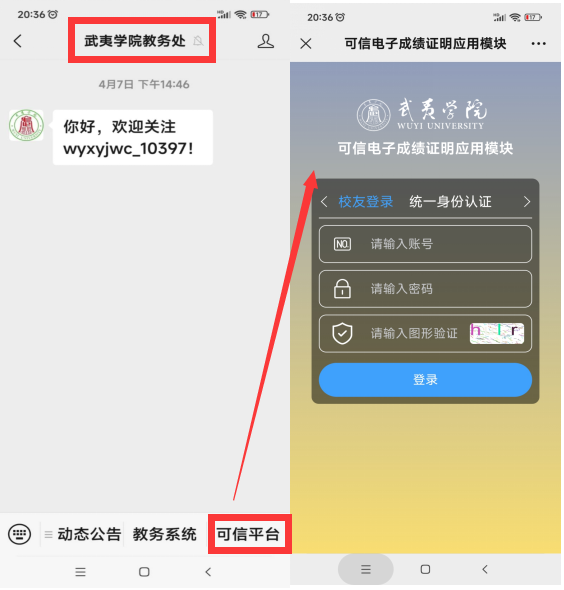 20:36
17
武夷学院教务处
4月7日 下午14:46
你好，欢迎关注
wyxyjwc_10397！
动态公告
教务系统
可信平台
20:36
17
可信电子成绩证明应用模块
武夷学院
WUYI UNIVERSITY
可信电子成绩证明应用模块
校友登录
统一身份认证
NO.
请输入账号
请输入密码
请输入图形验证
登录